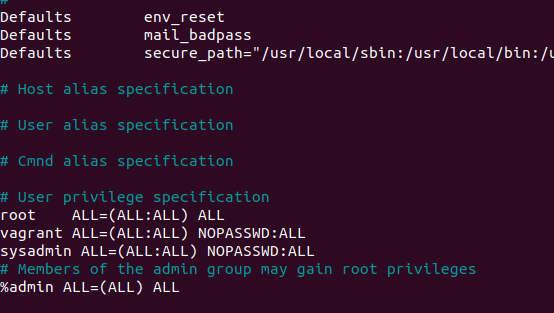 #
Defaults        env_reset
Defaults        mail_badpass
Defaults        secure_path="/usr/local/sbin:/usr/local/bin:/u
# Host alias specification
# User alias specification
# Cmnd alias specification
# User privilege specification
root    ALL=(ALL:ALL) ALL
vagrant ALL=(ALL:ALL) NOPASSWD:ALL
sysadmin ALL=(ALL:ALL) NOPASSWD:ALL
# Members of the admin group may gain root privileges
%admin ALL=(ALL) ALL